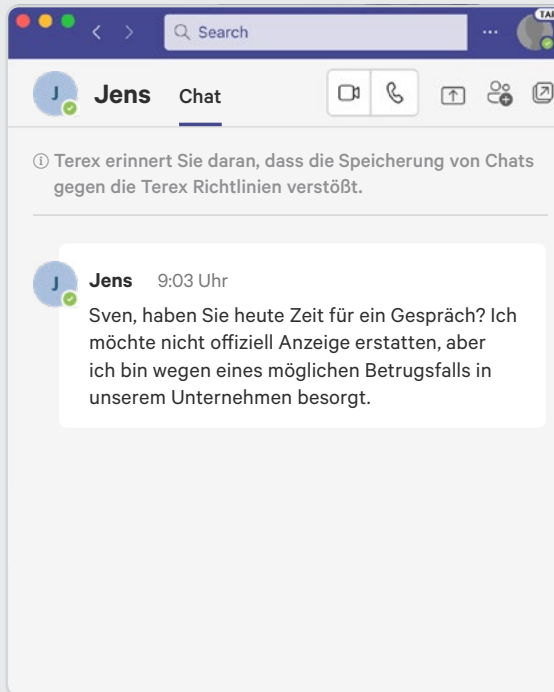 Search
TAR
J
Jens
Chat
ⓘ Terex erinnert Sie daran, dass die Speicherung von Chats
gegen die Terex Richtlinien verstößt.
J
Jens 9:03 Uhr
Sven, haben Sie heute Zeit für ein Gespräch? Ich
möchte nicht offiziell Anzeige erstatten, aber
ich bin wegen eines möglichen Betrugsfalls in
unserem Unternehmen besorgt.